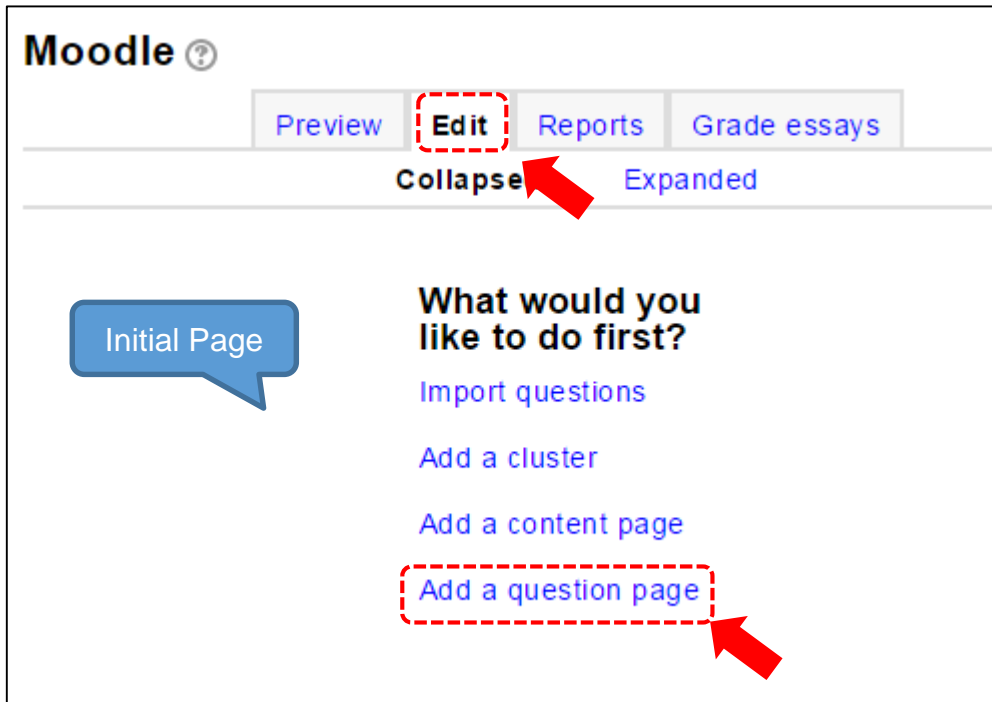 Moodle
Preview Edit Reports Grade essays
Collapse Expanded
What would you
like to do first?
Initial Page
Import questions
Add a cluster
Add a content page
Add a question page